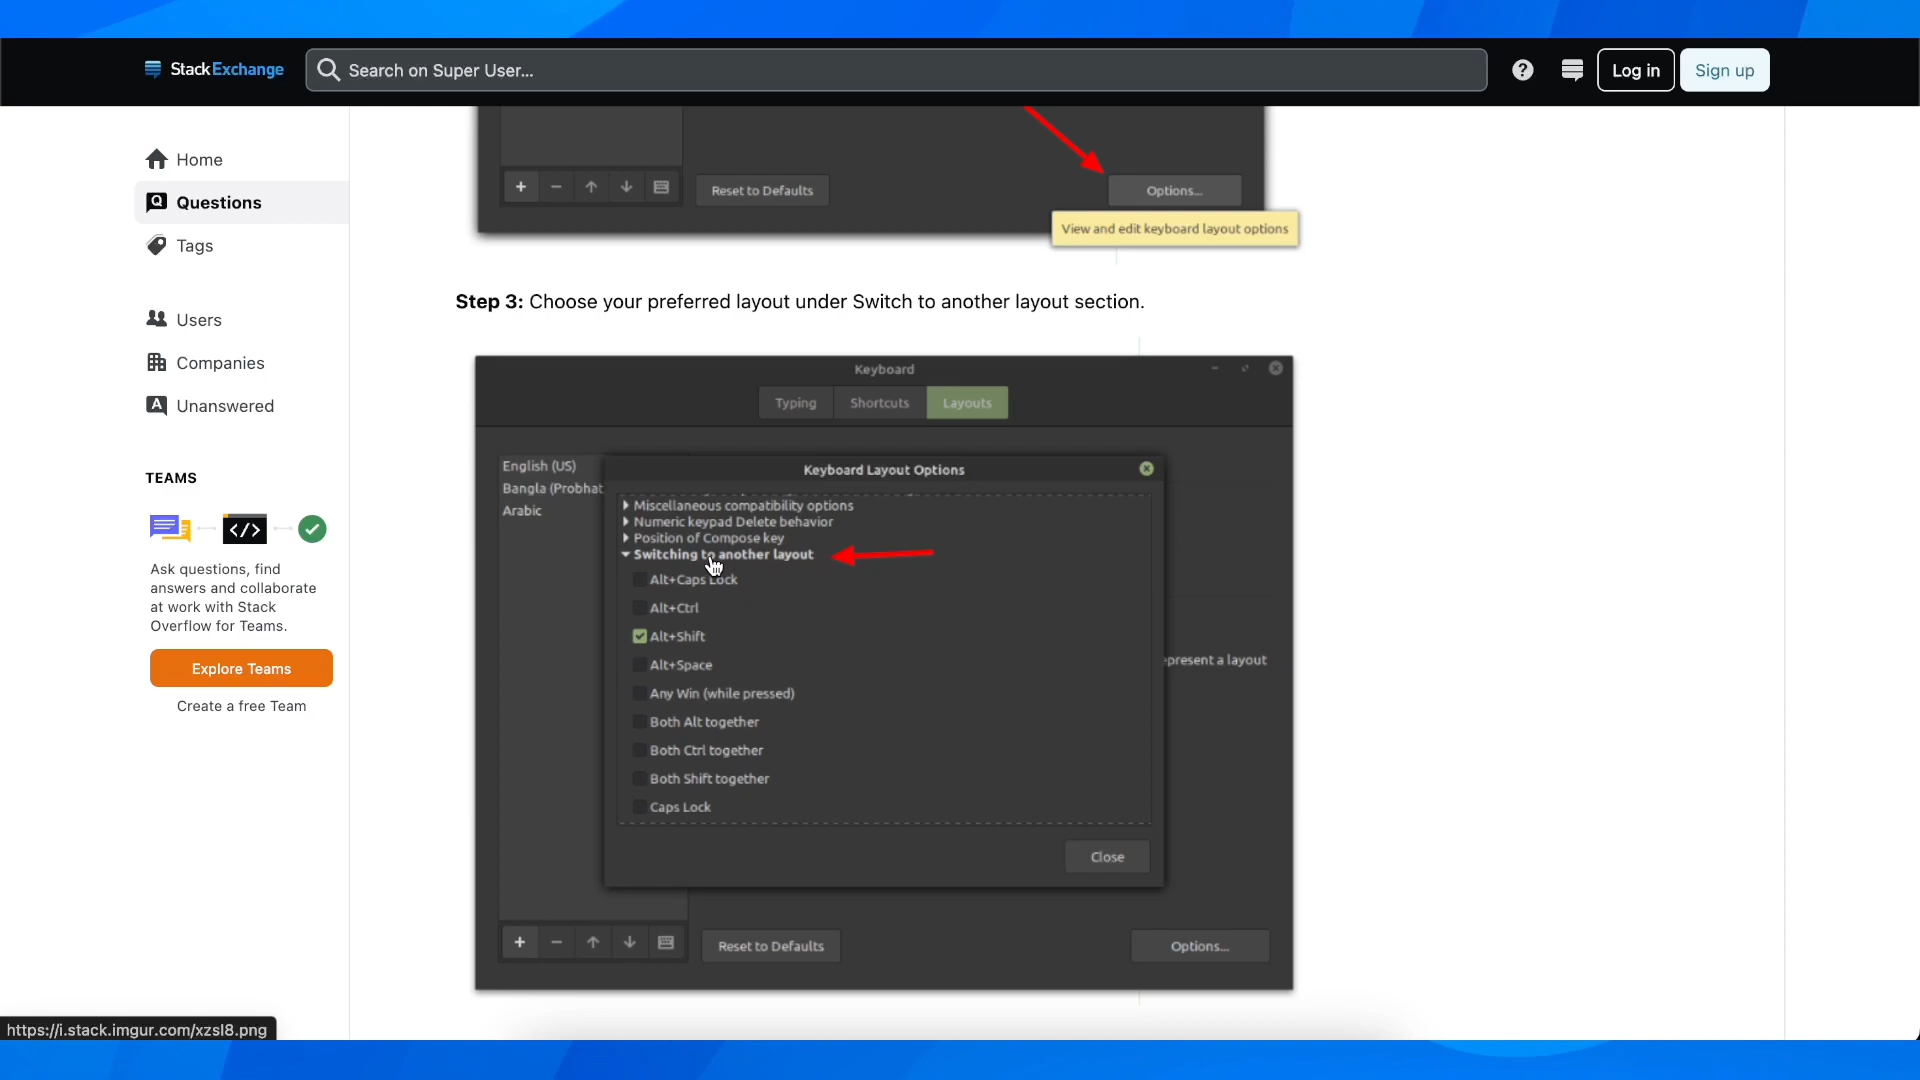 StackExchange
Search on Super User...
Log in
Sign up
Home
Questions
Tags
Users
Companies
Unanswered
TEAMS
Ask questions, find
answers and collaborate
at work with Stack
Overflow for Teams.
Explore Teams
Create a free Team
Reset to Defaults
Options...
View and edit keyboard layout options
Step 3: Choose your preferred layout under Switch to another layout section.
Keyboard
Typing
Shortcuts
Layouts
English (US)
Bangla (Probhat
Arabic
Keyboard Layout Options
Miscellaneous compatibility options
Numeric keypad Delete behavior
Position of Compose key
Switching to another layout
Alt+Caps Lock
Alt+Ctrl
Alt+Shift
Alt+Space
Any Win (while pressed)
Both Alt together
Both Ctrl together
Both Shift together
Caps Lock
epresent a layout
Close
Reset to Defaults
Options...
https://i.stack.imgur.com/xzsl8.png